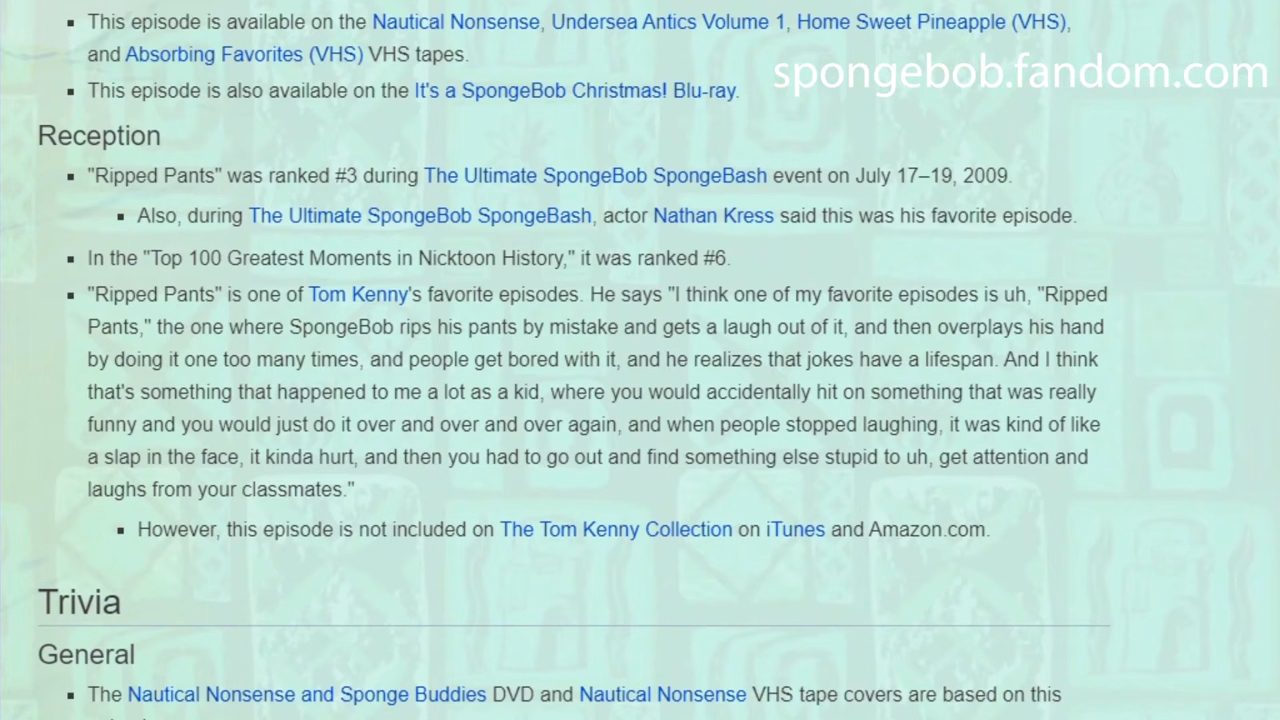 This episode is available on the Nautical Nonsense, Undersea Antics Volume 1, Home Sweet Pineapple (VHS),
and Absorbing Favorites (VHS) VHS tapes.
spongebob.fandom.com
This episode is also available on the It's a SpongeBob Christmas! Blu-ray.
Reception
"Ripped Pants" was ranked #3 during The Ultimate SpongeBob SpongeBash event on July 17–19, 2009.
Also, during The Ultimate SpongeBob SpongeBash, actor Nathan Kress said this was his favorite episode.
In the "Top 100 Greatest Moments in Nicktoon History," it was ranked #6.
"Ripped Pants" is one of Tom Kenny's favorite episodes. He says "I think one of my favorite episodes is uh, "Ripped
Pants," the one where SpongeBob rips his pants by mistake and gets a laugh out of it, and then overplays his hand
by doing it one too many times, and people get bored with it, and he realizes that jokes have a lifespan. And I think
that's something that happened to me a lot as a kid, where you would accidentally hit on something that was really
funny and you would just do it over and over and over again, and when people stopped laughing, it was kind of like
a slap in the face, it kinda hurt, and then you had to go out and find something else stupid to uh, get attention and
laughs from your classmates."
However, this episode is not included on The Tom Kenny Collection on iTunes and Amazon.com.
Trivia
General
The Nautical Nonsense and Sponge Buddies DVD and Nautical Nonsense VHS tape covers are based on this